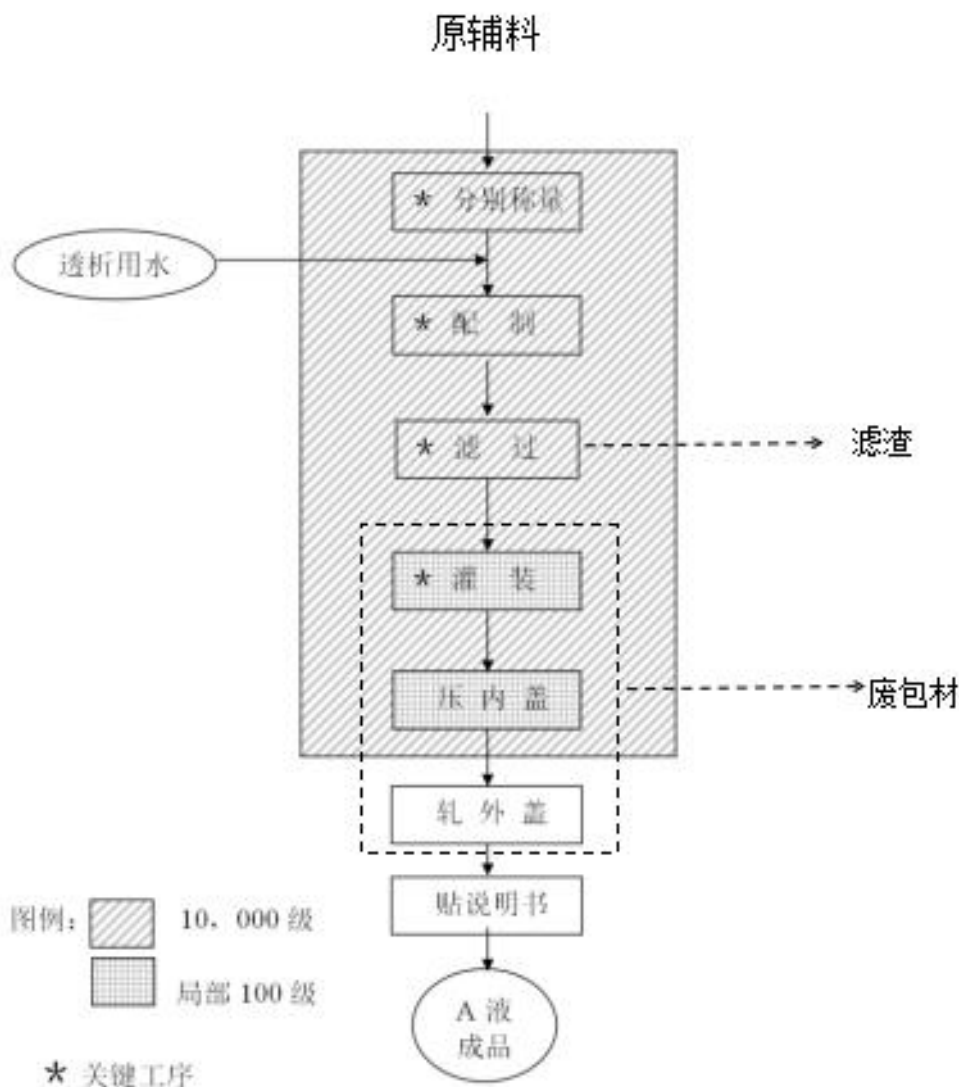 原辅料
* 分别称量
透析用水
* 配 制
* 滤 过
滤渣
* 灌 装
压 内 盖
废包材
轧 外 盖
贴说明书
图例：
10，000 级
局部 100 级
A 液
成品
* 关键工序